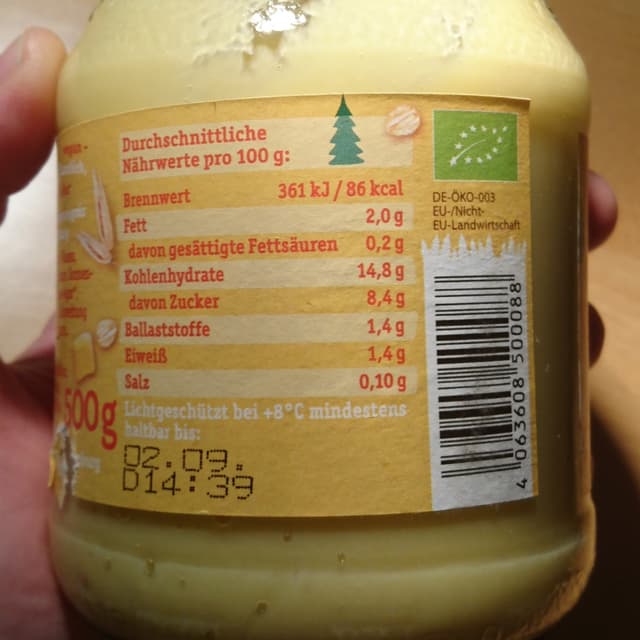 Durchschnittliche
Nährwerte pro 100 g:
Brennwert 361 kJ / 86 kcal
Fett 2,0 g
davon gesättigte Fettsäuren 0,2 g
Kohlenhydrate 14,8 g
davon Zucker 8,4 g
Ballaststoffe 1,4 g
Eiweiß 1,4 g
Salz 0,10 g
Lichtgeschützt bei +8°C mindestens
haltbar bis:
02.09.
D14:39
500g
DE-ÖKO-003
EU-/Nicht-
EU-Landwirtschaft
4 063608 500088